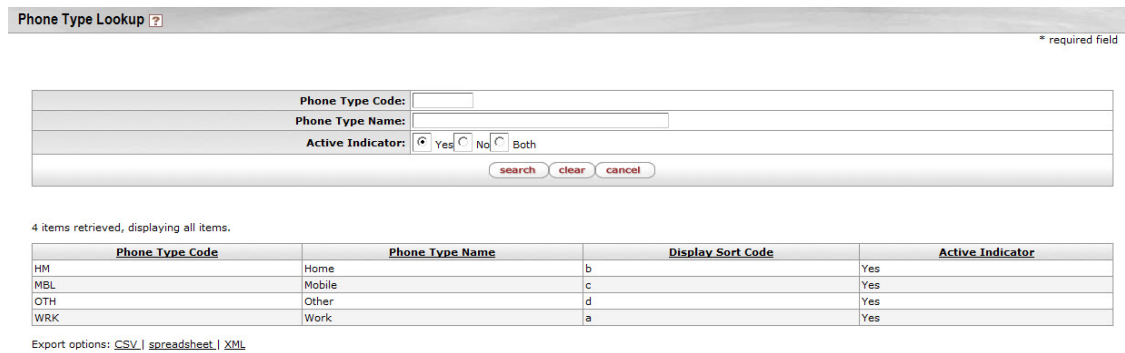 Phone Type Lookup ?
* required field
Phone Type Code:
Phone Type Name:
Active Indicator: Yes No Both
search clear cancel
4 items retrieved, displaying all items.
Phone Type Code Phone Type Name Display Sort Code Active Indicator
HM Home b Yes
MBL Mobile c Yes
OTH Other d Yes
WRK Work a Yes
Export options: CSV | spreadsheet | XML